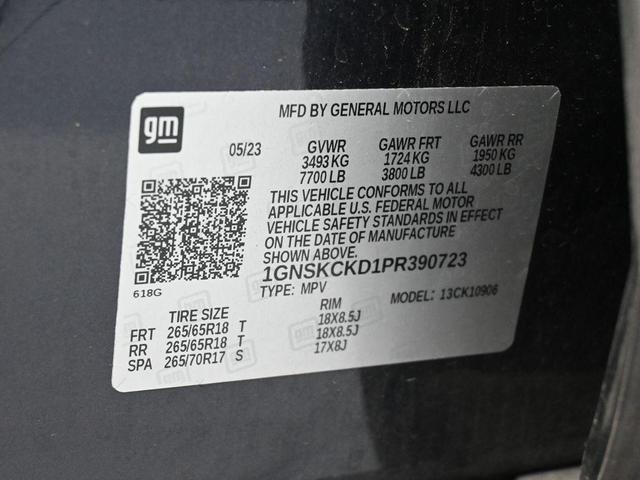 MFD BY GENERAL MOTORS LLC
gm
05/23 GVWR GAWR FRT GAWR RR
3493 KG 1724 KG 1950 KG
7700 LB 3800 LB 4300 LB
THIS VEHICLE CONFORMS TO ALL
APPLICABLE U.S. FEDERAL MOTOR
VEHICLE SAFETY STANDARDS IN EFFECT
ON THE DATE OF MANUFACTURE
SHOWN ABOVE.
1GNSKCKD1PR390723
618G
TYPE: MPV MODEL: 13CK10906
TIRE SIZE RIM
FRT 265/65R18 T 18X8.5J
RR 265/65R18 T 18X8.5J
SPA 265/70R17 S 17X8J